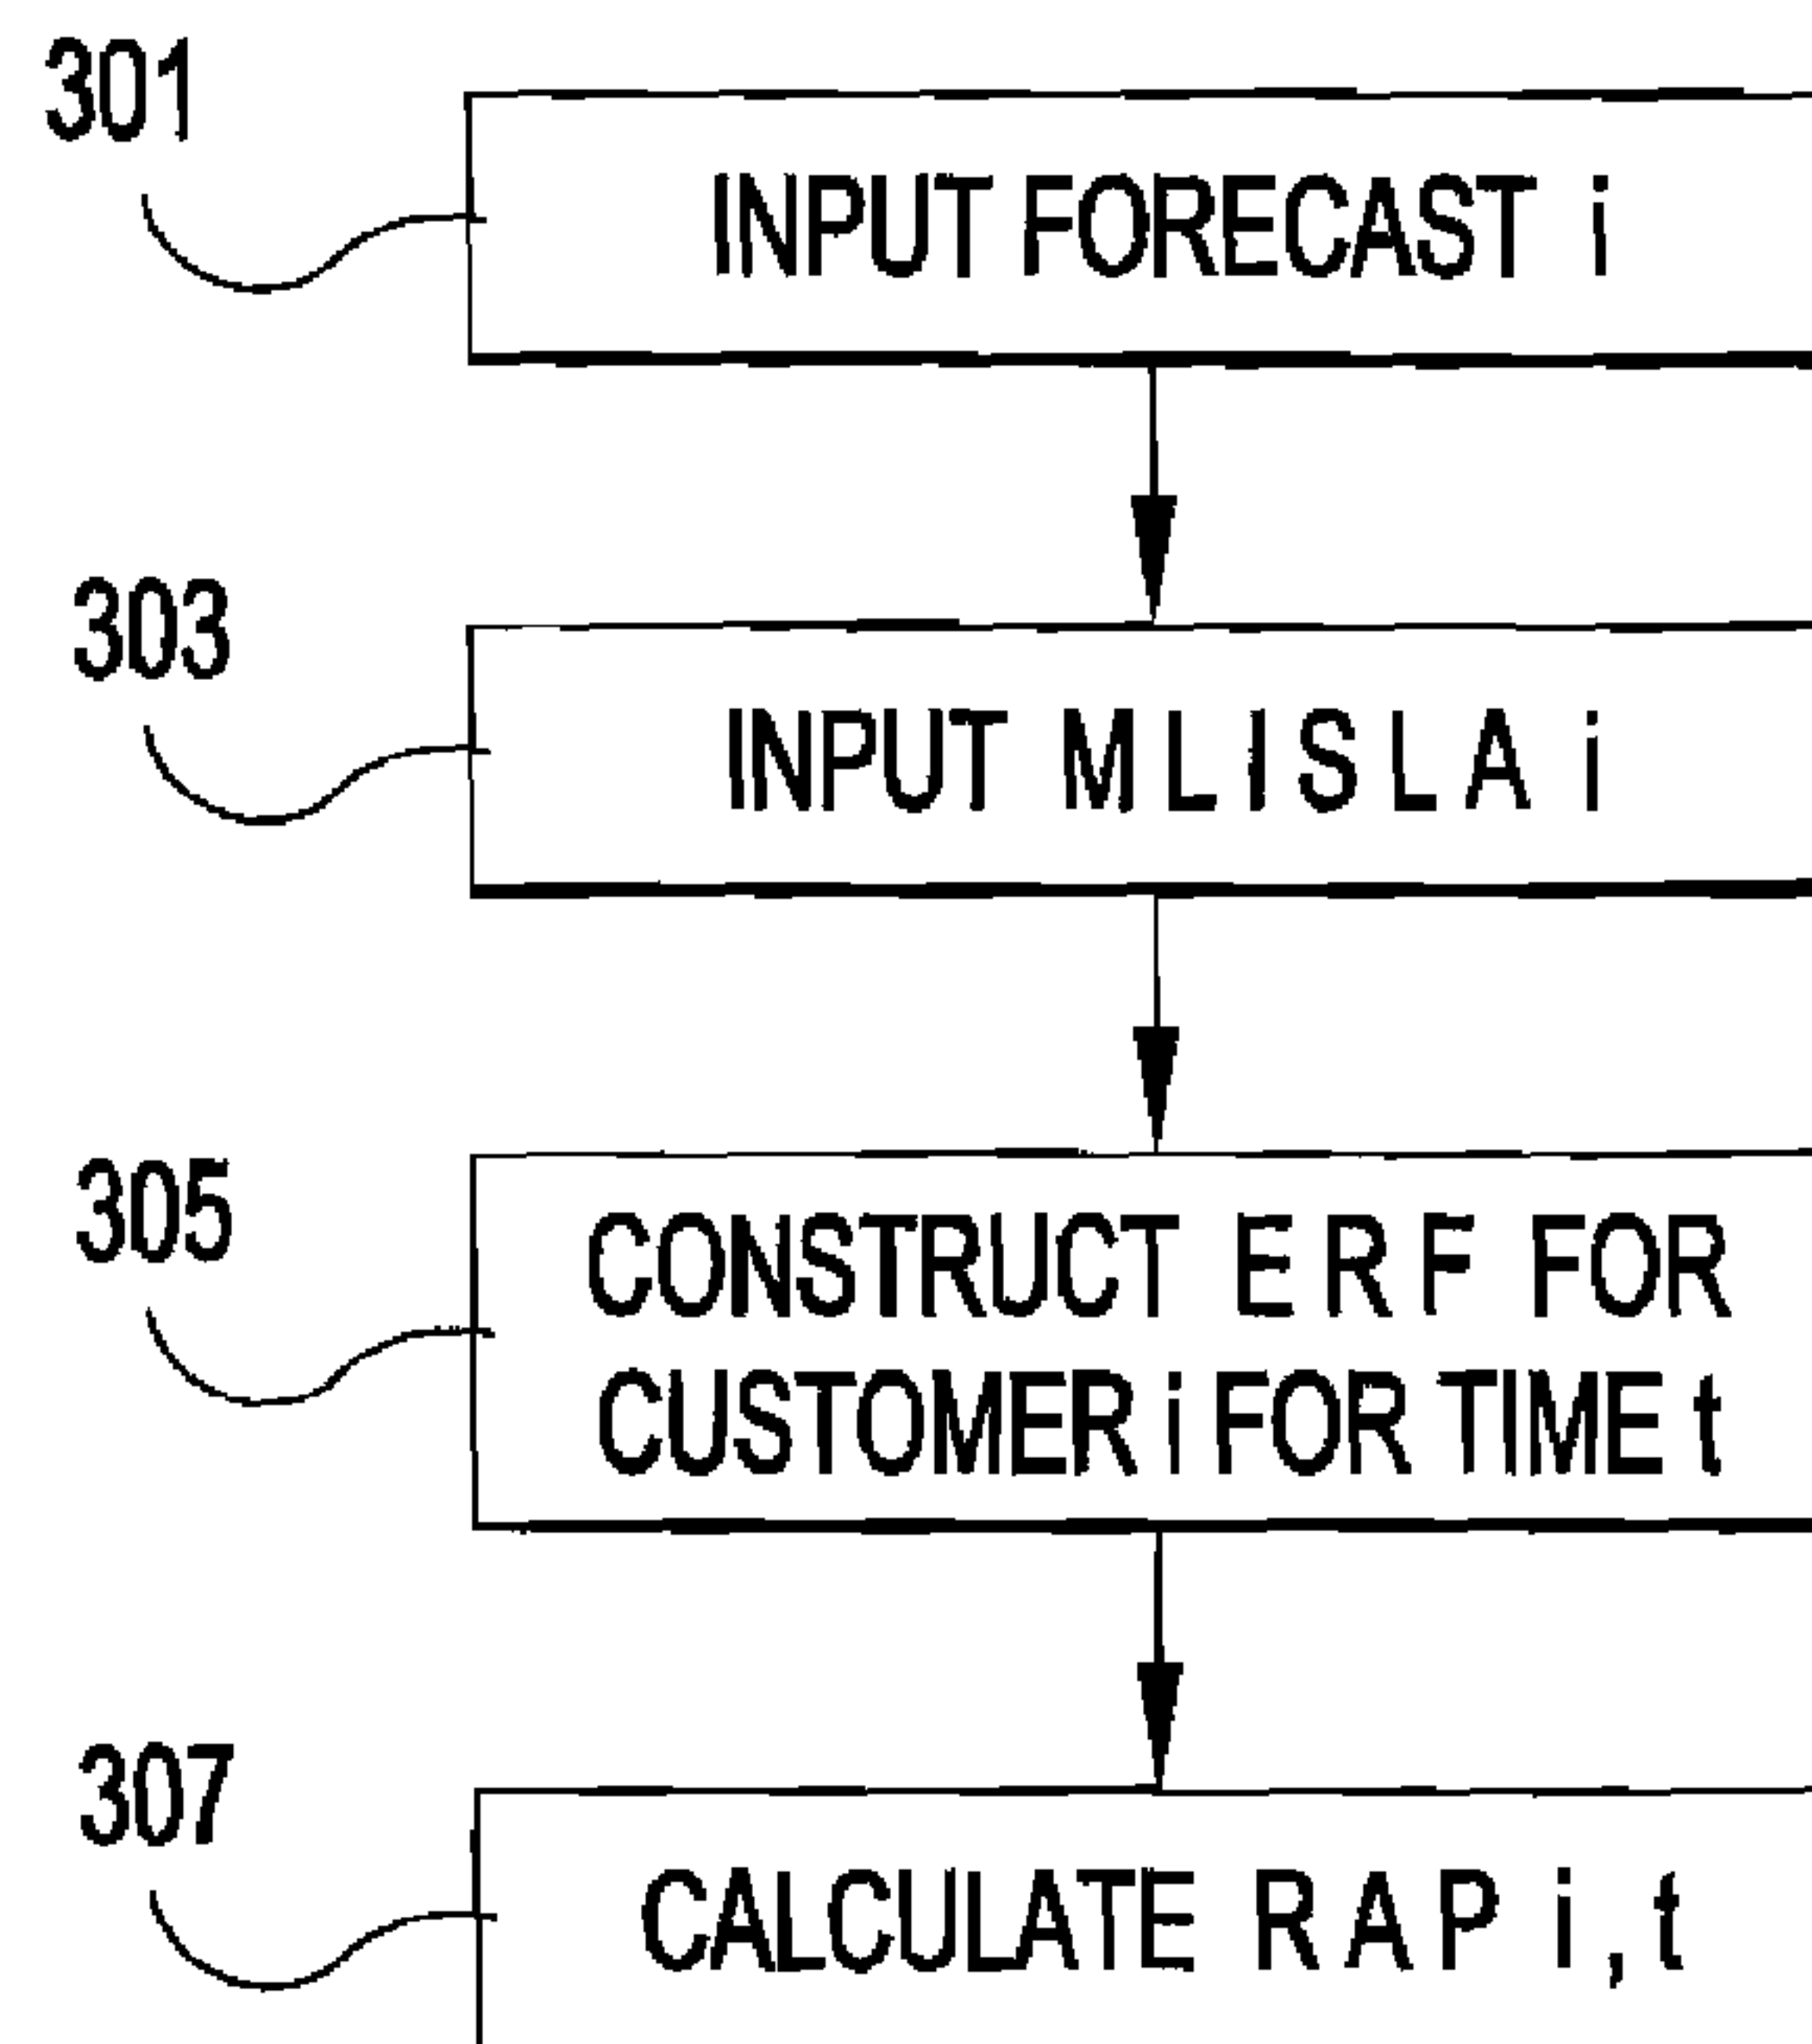 301
INPUT FORECAST i
303
INPUT M L I S L A i
305
CONSTRUCT E R F FOR
CUSTOMER i FOR TIME t
307
CALCULATE R A P i, t